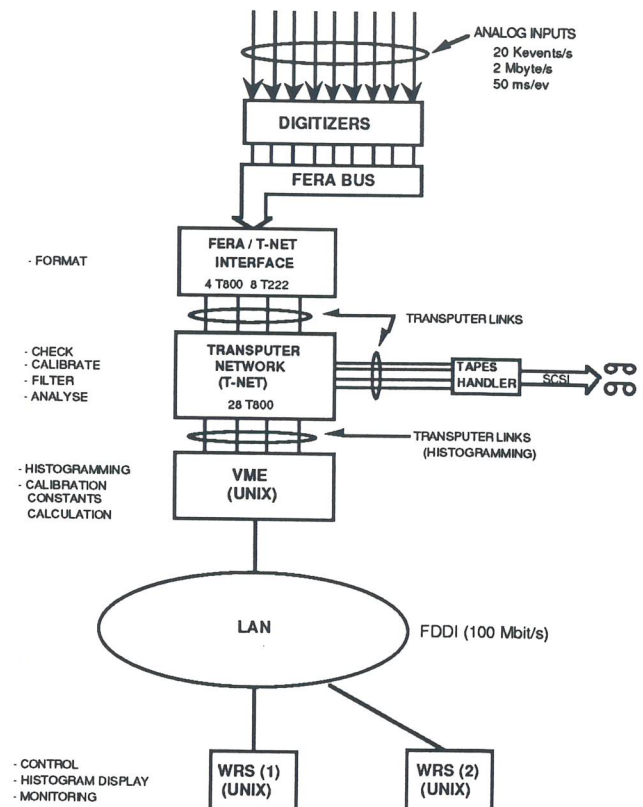 ANALOG INPUTS
20 Kevents/s
2 Mbyte/s
50 ms/ev
DIGITIZERS
FERA BUS
FERA / T-NET
INTERFACE
4 T800 8 T222
- FORMAT
TRANSPUTER LINKS
- CHECK
- CALIBRATE
- FILTER
- ANALYSE
TRANSPUTER
NETWORK
(T-NET)
28 T800
TAPES
HANDLER
SCSI
TRANSPUTER LINKS
(HISTOGRAMMING)
- HISTOGRAMMING
- CALIBRATION
CONSTANTS
CALCULATION
VME
(UNIX)
LAN
FDDI (100 Mbit/s)
- CONTROL
- HISTOGRAM DISPLAY
- MONITORING
WRS (1)
(UNIX)
WRS (2)
(UNIX)